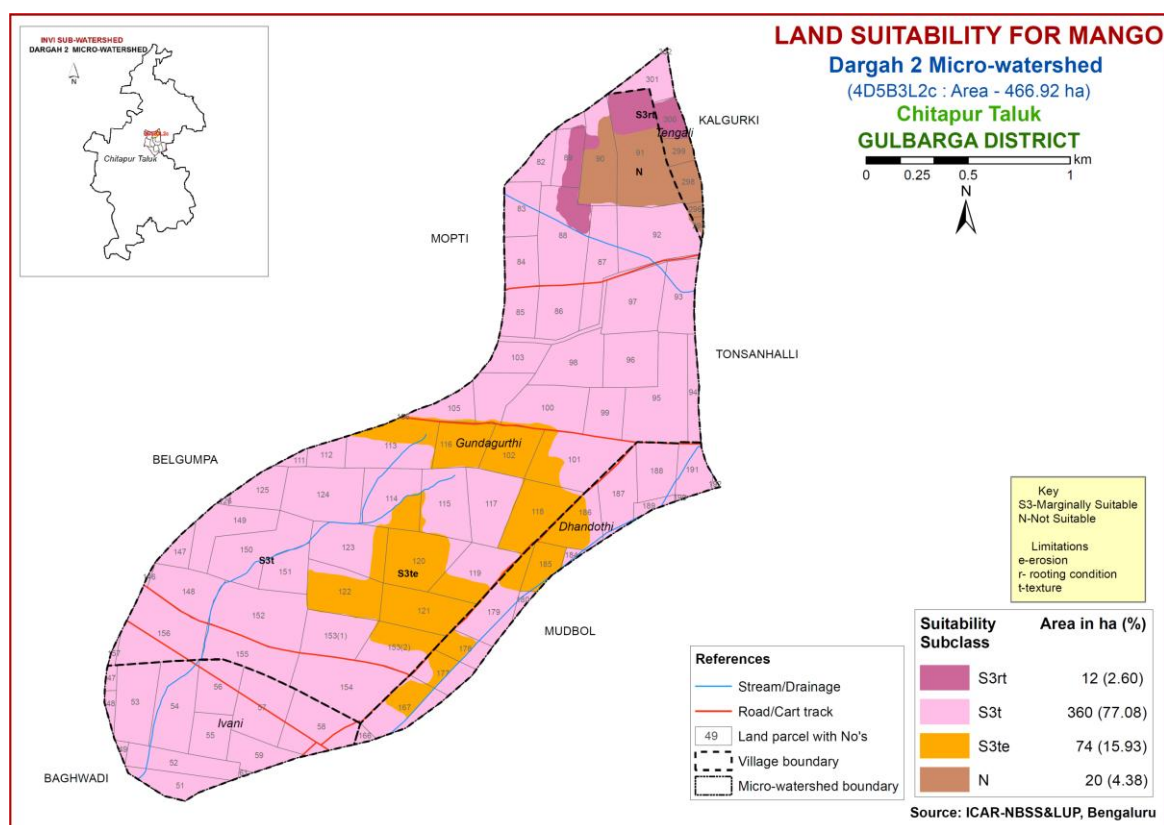 INVI SUB-WATERSHED
DARGAH 2 MICRO-WATERSHED
N
Chitapur Taluk
LAND SUITABILITY FOR MANGO
Dargah 2 Micro-watershed
(4D5B3L2c : Area - 466.92 ha)
Chitapur Taluk
GULBARGA DISTRICT
0 0.25 0.5 1 km
N
KALGURKI
MOPTI
TONSANHALLI
BELGUMPA
MUDBOL
BAGHWADI
301
S3rt
Tengali
82
90
91
294
N
298
83
88
92
84
87
93
97
85
86
103
98
96
94
95
105
100
99
Gundagurthi
113
102
101
111
112
188
191
125
124
114
115
117
187
118
186
189
Dhandothi
149
147
150
S3t
151
123
120
S3te
119
185
148
122
121
179
152
153(1)
153(2)
178
156
155
177
154
167
53
54
56
57
Ivani
55
58
59
52
51
Key
S3-Marginally Suitable
N-Not Suitable
Limitations
e-erosion
r- rooting condition
t-texture
References
Stream/Drainage
Road/Cart track
49 Land parcel with No's
Village boundary
Micro-watershed boundary
Suitability Subclass Area in ha (%)
S3rt 12 (2.60)
S3t 360 (77.08)
S3te 74 (15.93)
N 20 (4.38)
Source: ICAR-NBSS&LUP, Bengaluru